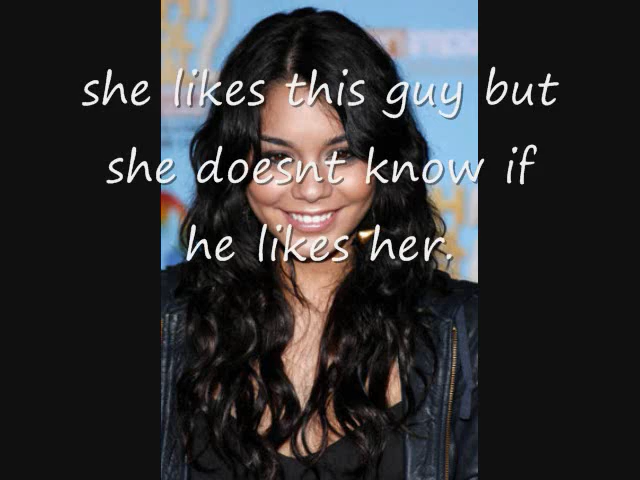 she likes this guy but
she doesnt know if
he likes her.